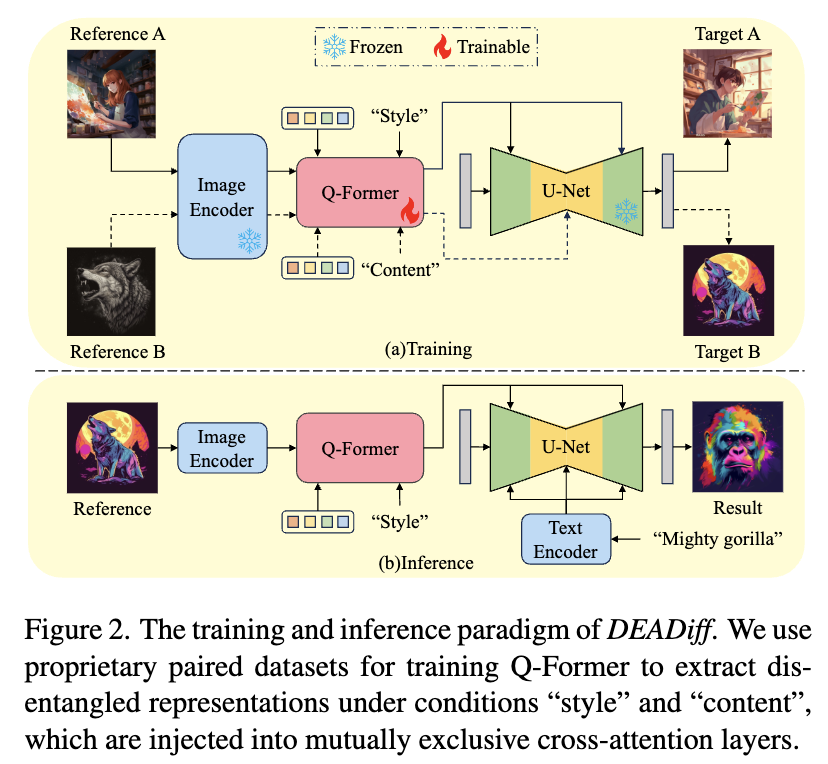 Reference A
Frozen
Trainable
Target A
“Style”
Image
Encoder
Q-Former
U-Net
“Content”
Reference B
(a)Training
Target B
Image
Encoder
Q-Former
U-Net
Reference
“Style”
Text
Encoder
“Mighty gorilla”
Result
(b)Inference
Figure 2. The training and inference paradigm of DEADiff. We use
proprietary paired datasets for training Q-Former to extract dis-
entangled representations under conditions “style” and “content”,
which are injected into mutually exclusive cross-attention layers.